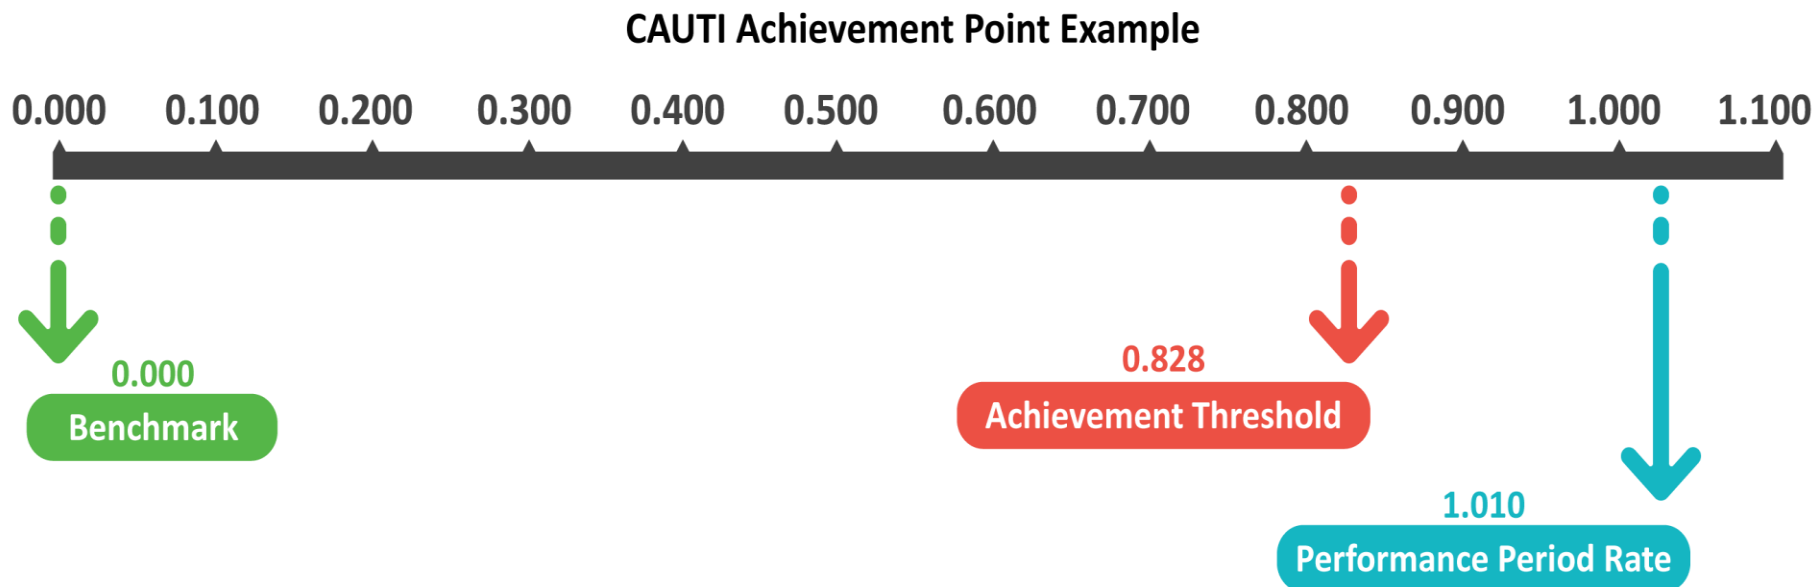 CAUTI Achievement Point Example
0.000 0.100 0.200 0.300 0.400 0.500 0.600 0.700 0.800 0.900 1.000 1.100
0.000
Benchmark
0.828
Achievement Threshold
1.010
Performance Period Rate